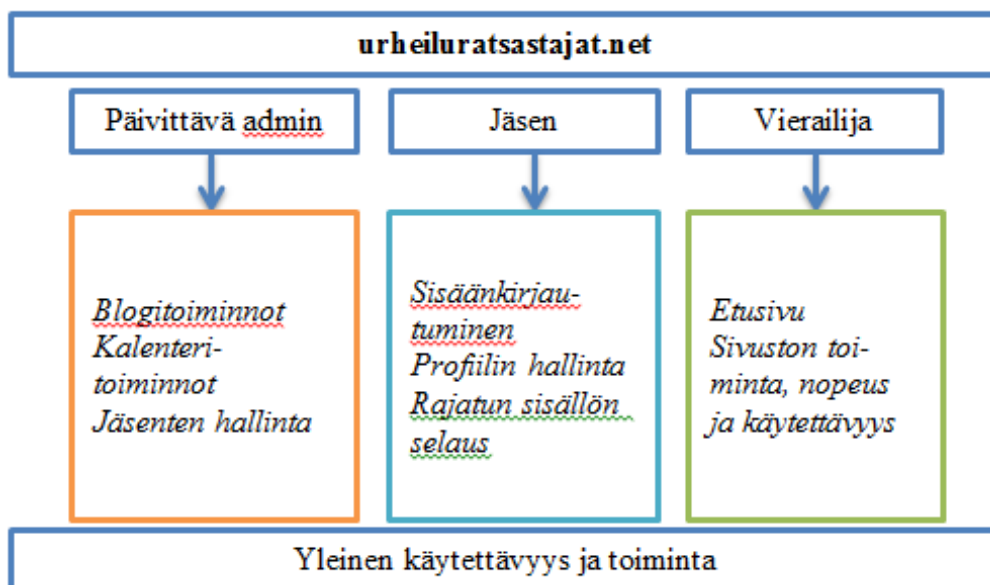 urheiluratsastajat.net
Päivittävä admin
Jäsen
Vierailija
Blogitoiminnot
Kalenteri-
toiminnot
Jäsenten hallinta
Sisäänkirjau-
tuminen
Profiilin hallinta
Rajatun sisällön
selaus
Etusivu
Sivuston toi-
minta, nopeus
ja käytettävyys
Yleinen käytettävyys ja toiminta